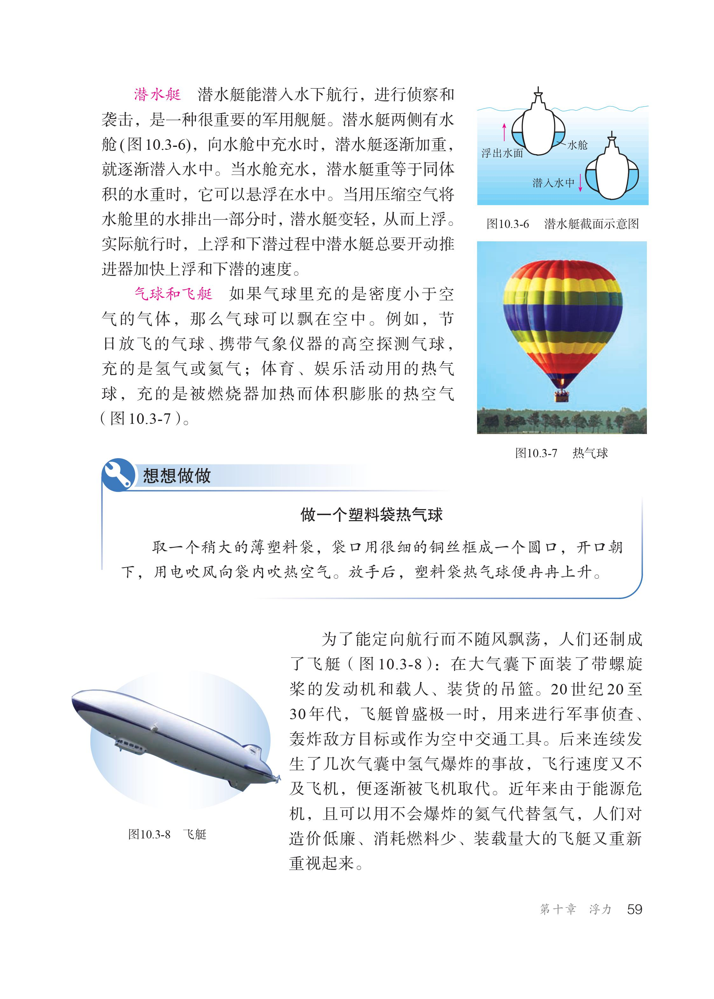 潜水艇　潜水艇能潜入水下航行，进行侦察和
袭击，是一种很重要的军用舰艇。潜水艇两侧有水
舱(图10.3-6)，向水舱中充水时，潜水艇逐渐加重，
就逐渐潜入水中。当水舱充水，潜水艇重等于同体
积的水重时，它可以悬浮在水中。当用压缩空气将
水舱里的水排出一部分时，潜水艇变轻，从而上浮。
实际航行时，上浮和下潜过程中潜水艇总要开动推
进器加快上浮和下潜的速度。
浮出水面
水舱
潜入水中
图10.3-6　潜水艇截面示意图
气球和飞艇　如果气球里充的是密度小于空
气的气体，那么气球可以飘在空中。例如，节
日放飞的气球、携带气象仪器的高空探测气球，
充的是氢气或氦气；体育、娱乐活动用的热气
球，充的是被燃烧器加热而体积膨胀的热空气
（图10.3-7）。
图10.3-7　热气球
想想做做
做一个塑料袋热气球
取一个稍大的薄塑料袋，袋口用很细的铜丝框成一个圆口，开口朝
下，用电吹风向袋内吹热空气。放手后，塑料袋热气球便冉冉上升。
为了能定向航行而不随风飘荡，人们还制成
了飞艇（图10.3-8）：在大气囊下面装了带螺旋
桨的发动机和载人、装货的吊篮。20世纪20至
30年代，飞艇曾盛极一时，用来进行军事侦查、
轰炸敌方目标或作为空中交通工具。后来连续发
生了几次气囊中氢气爆炸的事故，飞行速度又不
及飞机，便逐渐被飞机取代。近年来由于能源危
机，且可以用不会爆炸的氦气代替氢气，人们对
造价低廉、消耗燃料少、装载量大的飞艇又重新
重视起来。
图10.3-8　飞艇
第十章　浮力　59